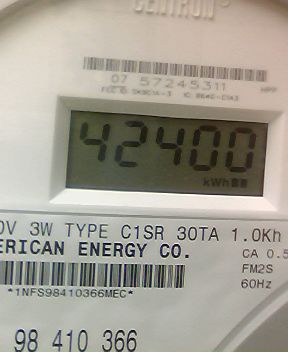 CENTRON
07 57245311
42400
kWh
0V 3W TYPE C1SR 30TA 1.0Kh
ERICAN ENERGY CO.
CA 0.5
FM2S
60Hz
*1NFS98410366MEC*
98 410 366